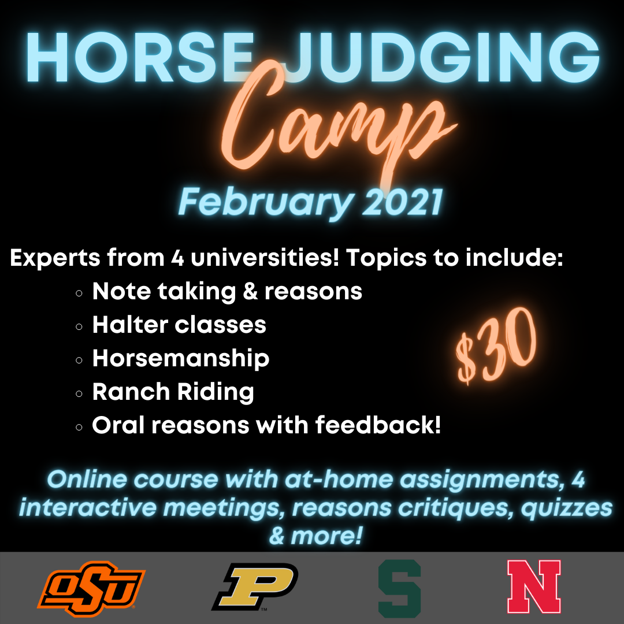 HORSE JUDGING
Camp
February 2021
Experts from 4 universities! Topics to include:
Note taking & reasons
Halter classes
Horsemanship
Ranch Riding
Oral reasons with feedback!
$30
Online course with at-home assignments, 4
interactive meetings, reasons critiques, quizzes
& more!
OSU P S N